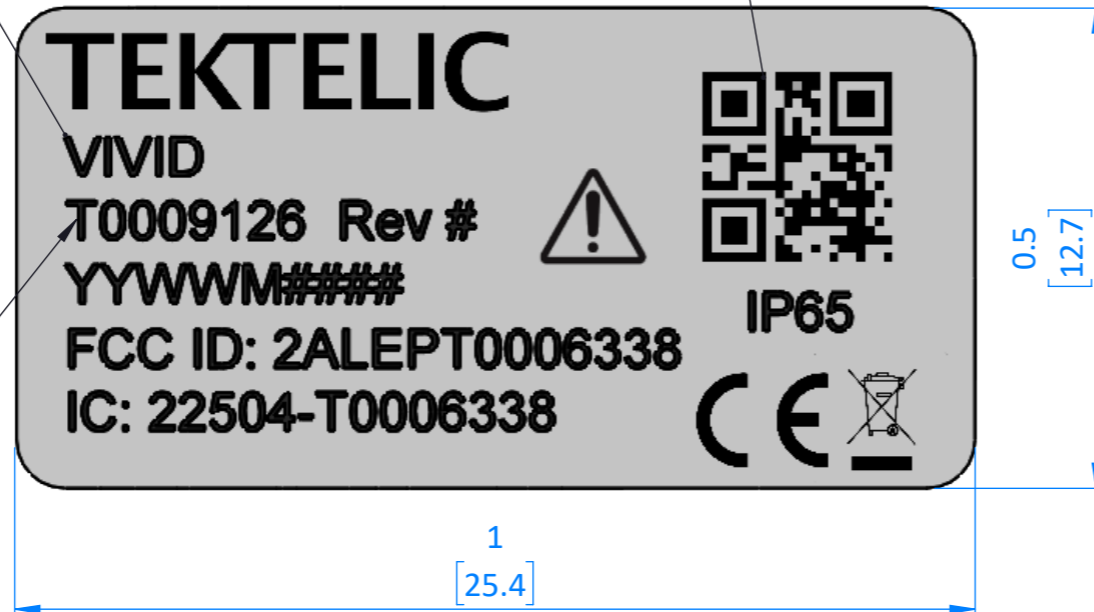 TEKTELIC
VIVID
T0009126 Rev #
YYWWM####
FCC ID: 2ALEPT0006338
IC: 22504-T0006338
IP65
CE
0.5
[12.7]
1
[25.4]